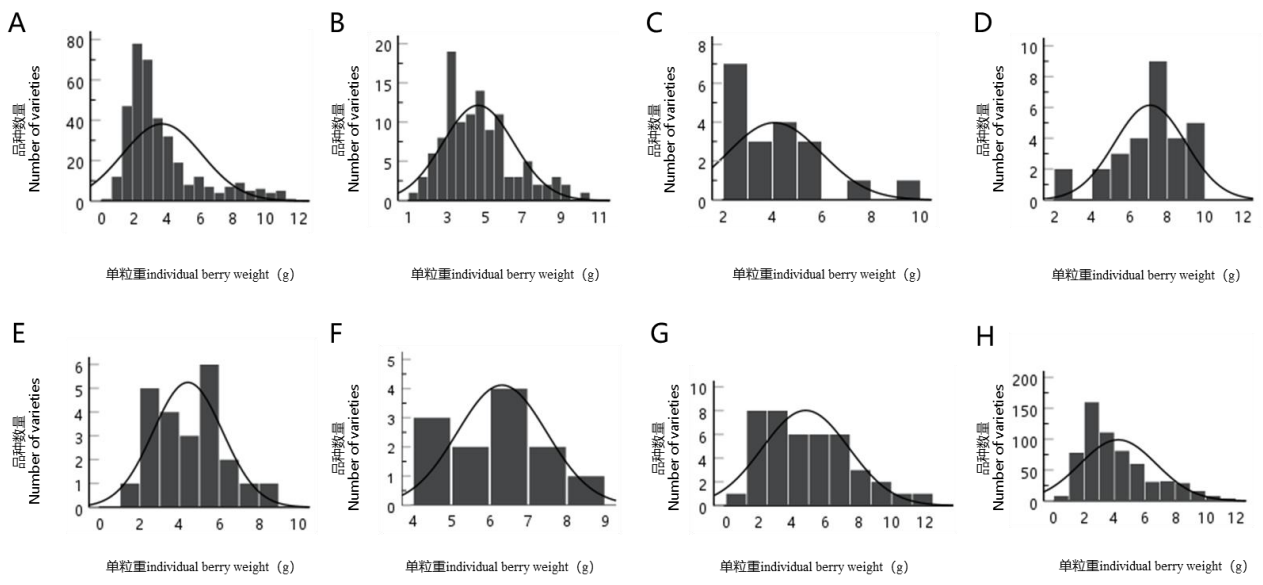 A
品种数量
Number of varieties
80
60
40
20
0
0 2 4 6 8 10 12
单粒重individual berry weight（g）
B
品种数量
Number of varieties
20
15
10
5
0
1 3 5 7 9 11
单粒重individual berry weight（g）
C
品种数量
Number of varieties
8
6
4
2
0
2 4 6 8 10
单粒重individual berry weight（g）
D
品种数量
Number of varieties
10
8
6
4
2
0
2 4 6 8 10 12
单粒重individual berry weight（g）
E
品种数量
Number of varieties
6
5
4
3
2
1
0
0 2 4 6 8 10
单粒重individual berry weight（g）
F
品种数量
Number of varieties
5
4
3
2
1
0
4 5 6 7 8 9
单粒重individual berry weight（g）
G
品种数量
Number of varieties
10
8
6
4
2
0
0 2 4 6 8 10 12
单粒重individual berry weight（g）
H
品种数量
Number of varieties
200
150
100
50
0
0 2 4 6 8 10 12
单粒重individual berry weight（g）